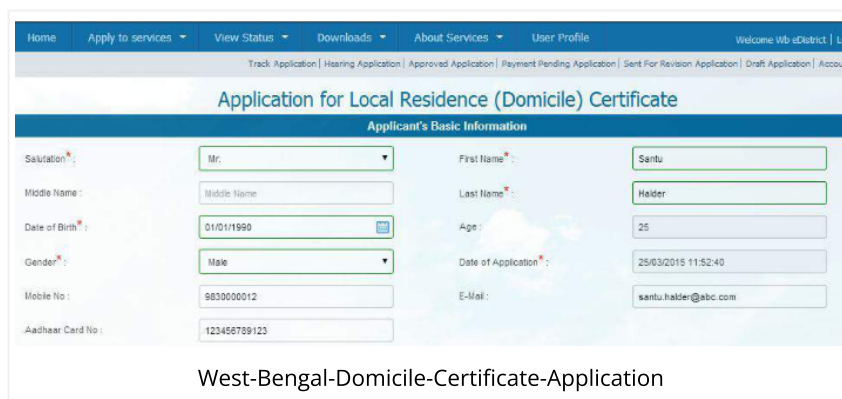 Home Apply to services View Status Downloads About Services User Profile Welcome Wb eDistrict |
Track Application | Hearing Application | Approved Application | Payment Pending Application | Sent For Revision Application | Draft Application |
Application for Local Residence (Domicile) Certificate
Applicant's Basic Information
Salutation* : Mr. First Name* : Santu
Middle Name : Middle Name Last Name* : Halder
Date of Birth* : 01/01/1990 Age : 25
Gender* : Male Date of Application* : 25/03/2015 11:52:40
Mobile No : 9830000012 E-Mail : santu.halder@abc.com
Aadhaar Card No : 123456789123
West-Bengal-Domicile-Certificate-Application